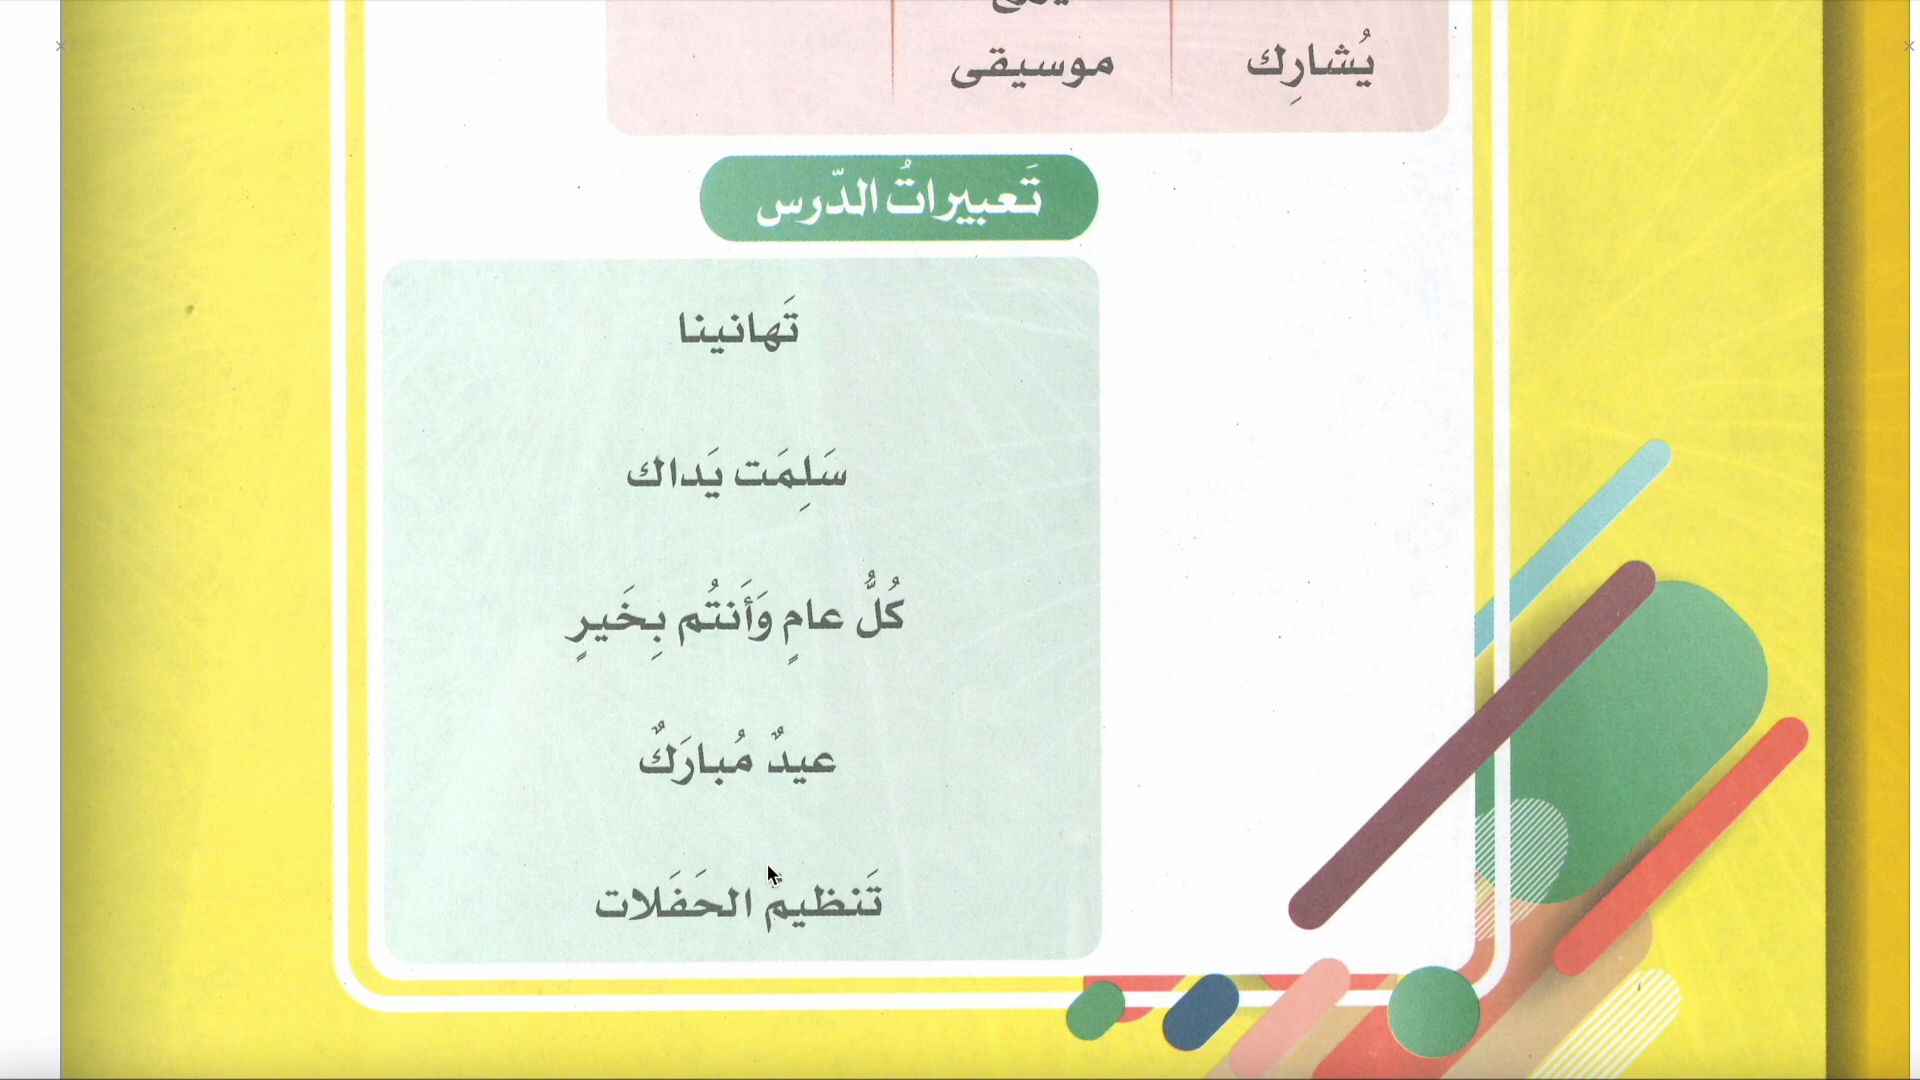 يُشارِك موسيقى
تَعبيراتُ الدّرس
تَهانينا
سَلِمَت يَداك
كُلُّ عامٍ وَأَنتُم بِخَيرٍ
عيدٌ مُبارَكٌ
تَنظيمُ الحَفَلات